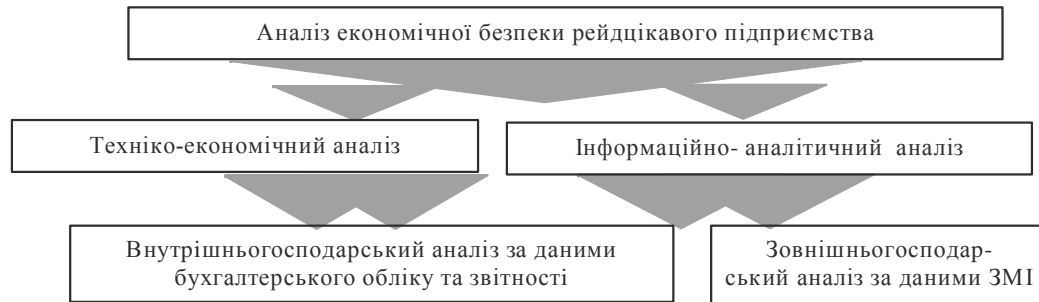 Аналіз економічної безпеки рейдцікавого підприємства
Техніко-економічний аналіз
Інформаційно- аналітичний аналіз
Внутрішньогосподарський аналіз за даними
бухгалтерського обліку та звітності
Зовнішньогосподар-
ський аналіз за даними ЗМІ